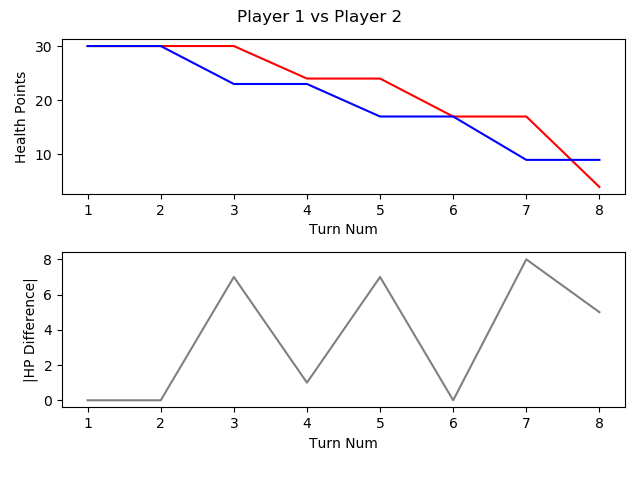 Player 1 vs Player 2
30
20
10
Health Points
1 2 3 4 5 6 7 8
Turn Num
8
6
4
2
0
|HP Difference|
1 2 3 4 5 6 7 8
Turn Num